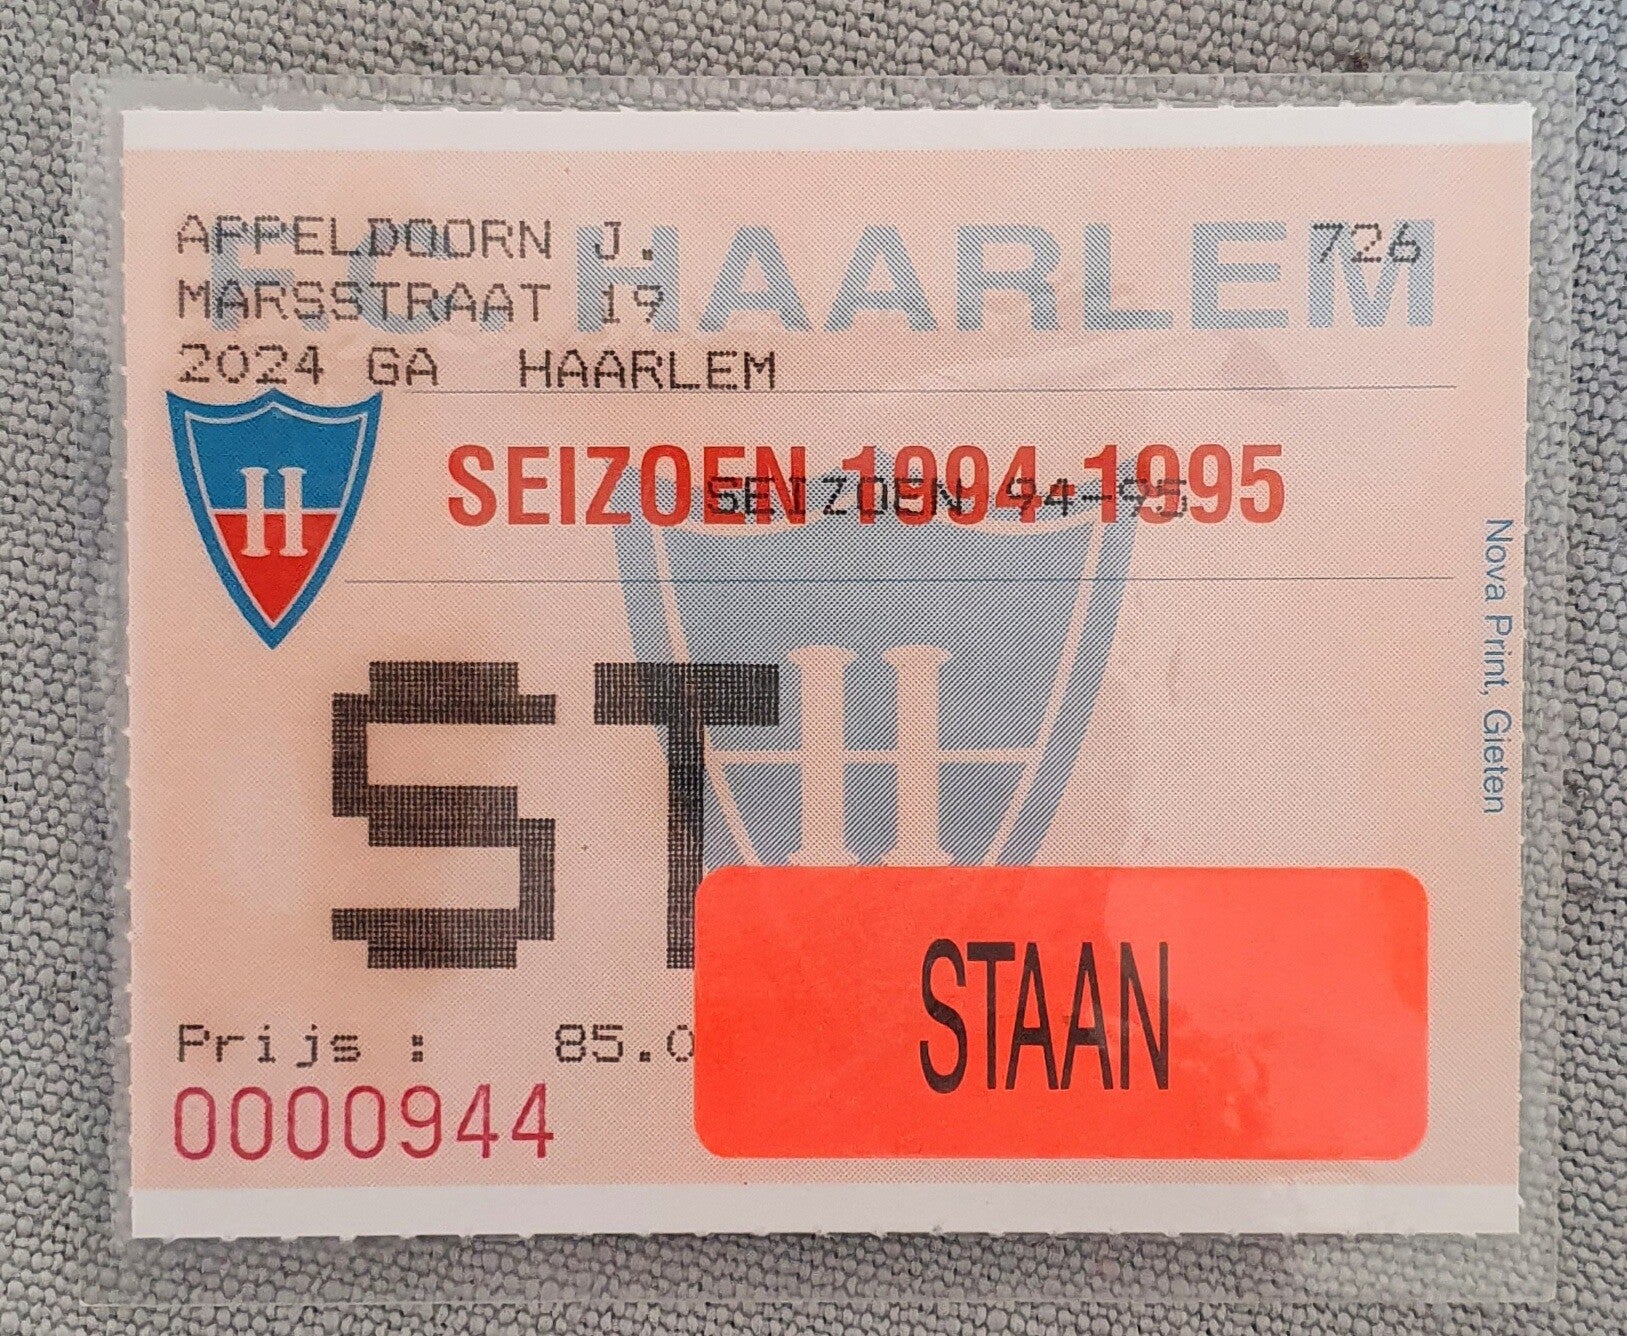 F.C. HAARLEM
APPELDOORN J. 726
MARSSTRAAT 19
2024 GA HAARLEM
H
SEIZOEN 1994-1995
SEIZOEN 94-95
H
ST
Nova Print, Gieten
STAAN
Prijs : 85.0
0000944